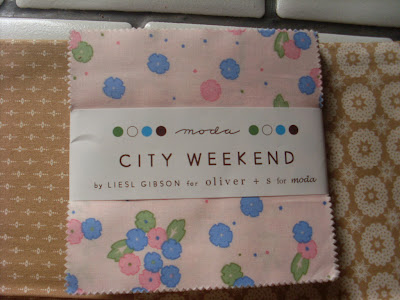 moda
CITY WEEKEND
by LIESL GIBSON for oliver + s for moda